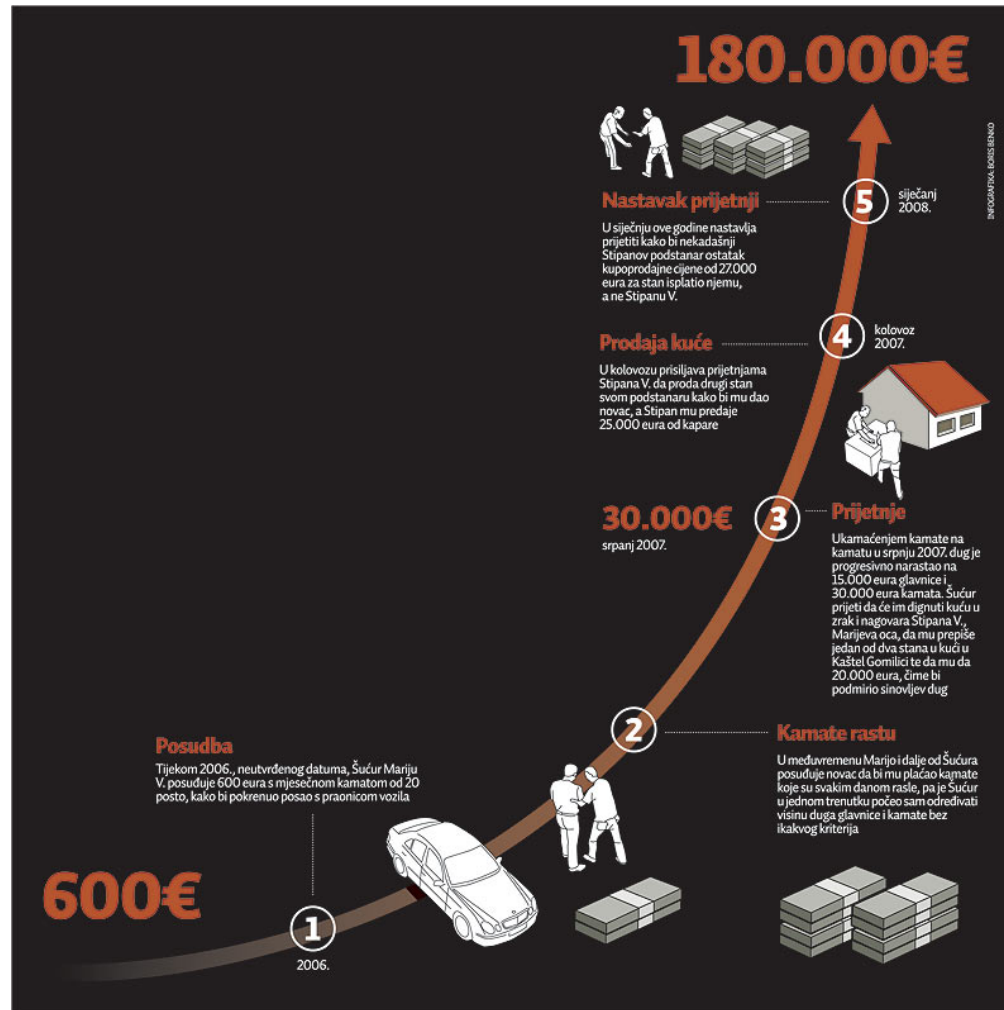 180.000€
INFOGRAFIKA: BORIS BENKO
5
siječanj
2008.
Nastavak prijetnji
U siječnju ove godine nastavlja
prijetiti kako bi nekadašnji
Stipanov podstanar ostatak
kupoprodajne cijene od 27.000
eura za stan isplatio njemu,
a ne Stipanu V.
4
kolovoz
2007.
Prodaja kuće
U kolovozu prisiljava prijetnjama
Stipana V. da proda drugi stan
svom podstanaru kako bi mu dao
novac, a Stipan mu predaje
25.000 eura od kapare
30.000€
srpanj 2007.
3
Prijetnje
Ukamaćenjem kamate na
kamatu u srpnju 2007. dug je
progresivno narastao na
15.000 eura glavnice i
30.000 eura kamata. Šućur
prijeti da će im dignuti kuću u
zrak i nagovara Stipana V.,
Marijeva oca, da mu prepiše
jedan od dva stana u kući u
Kaštel Gomilici te da mu da
20.000 eura, čime bi
podmirio sinovljev dug
2
Kamate rastu
U međuvremenu Marijo i dalje od Šućura
posuđuje novac da bi mu plaćao kamate
koje su svakim danom rasle, pa je Šućur
u jednom trenutku počeo sam određivati
visinu duga glavnice i kamate bez
ikakvog kriterija
Posudba
Tijekom 2006., neutvrđenog datuma, Šućur Mariju
V. posuđuje 600 eura s mjesečnom kamatom od 20
posto, kako bi pokrenuo posao s praonicom vozila
600€
1
2006.